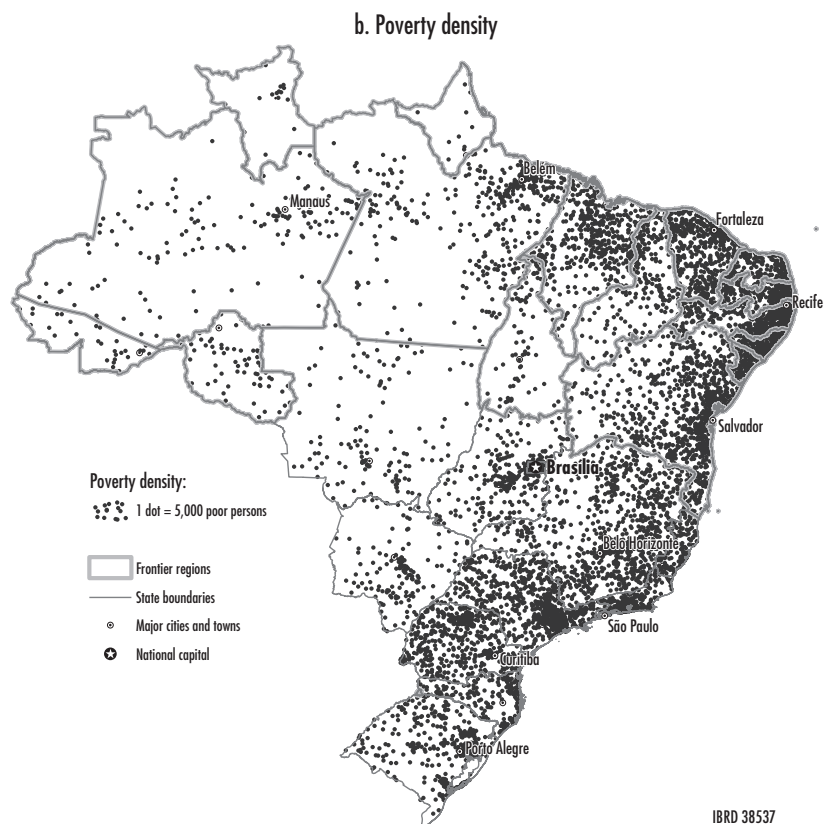 b. Poverty density
Belém
Manaus
Fortaleza
Recife
Salvador
Brasília
Poverty density:
1 dot = 5,000 poor persons
Belo Horizonte
Frontier regions
State boundaries
Major cities and towns
São Paulo
National capital
Curitiba
Porto Alegre
IBRD 38537